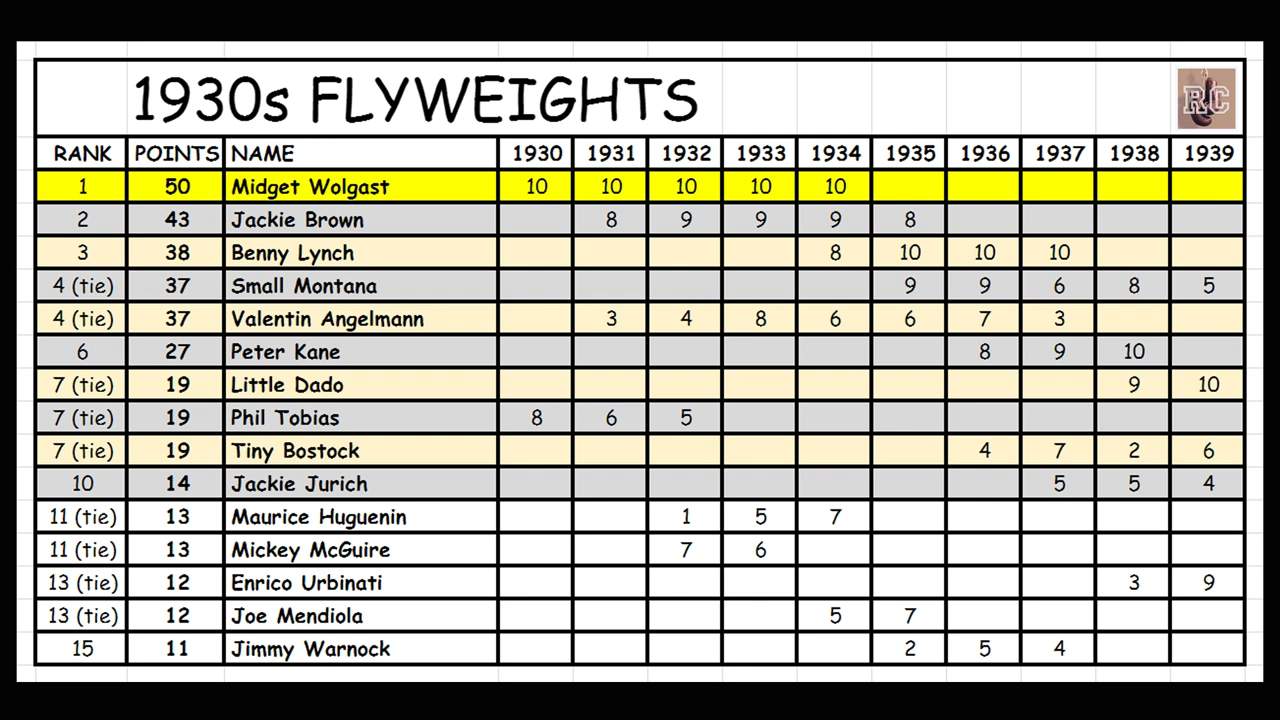 1930s FLYWEIGHTS
RC
RANK POINTS NAME 1930 1931 1932 1933 1934 1935 1936 1937 1938 1939
1 50 Midget Wolgast 10 10 10 10 10
2 43 Jackie Brown 8 9 9 9 8
3 38 Benny Lynch 8 10 10 10
4 (tie) 37 Small Montana 9 9 6 8 5
4 (tie) 37 Valentin Angelmann 3 4 8 6 6 7 3
6 27 Peter Kane 8 9 10
7 (tie) 19 Little Dado 9 10
7 (tie) 19 Phil Tobias 8 6 5
7 (tie) 19 Tiny Bostock 4 7 2 6
10 14 Jackie Jurich 5 5 4
11 (tie) 13 Maurice Huguenin 1 5 7
11 (tie) 13 Mickey McGuire 7 6
13 (tie) 12 Enrico Urbinati 3 9
13 (tie) 12 Joe Mendiola 5 7
15 11 Jimmy Warnock 2 5 4